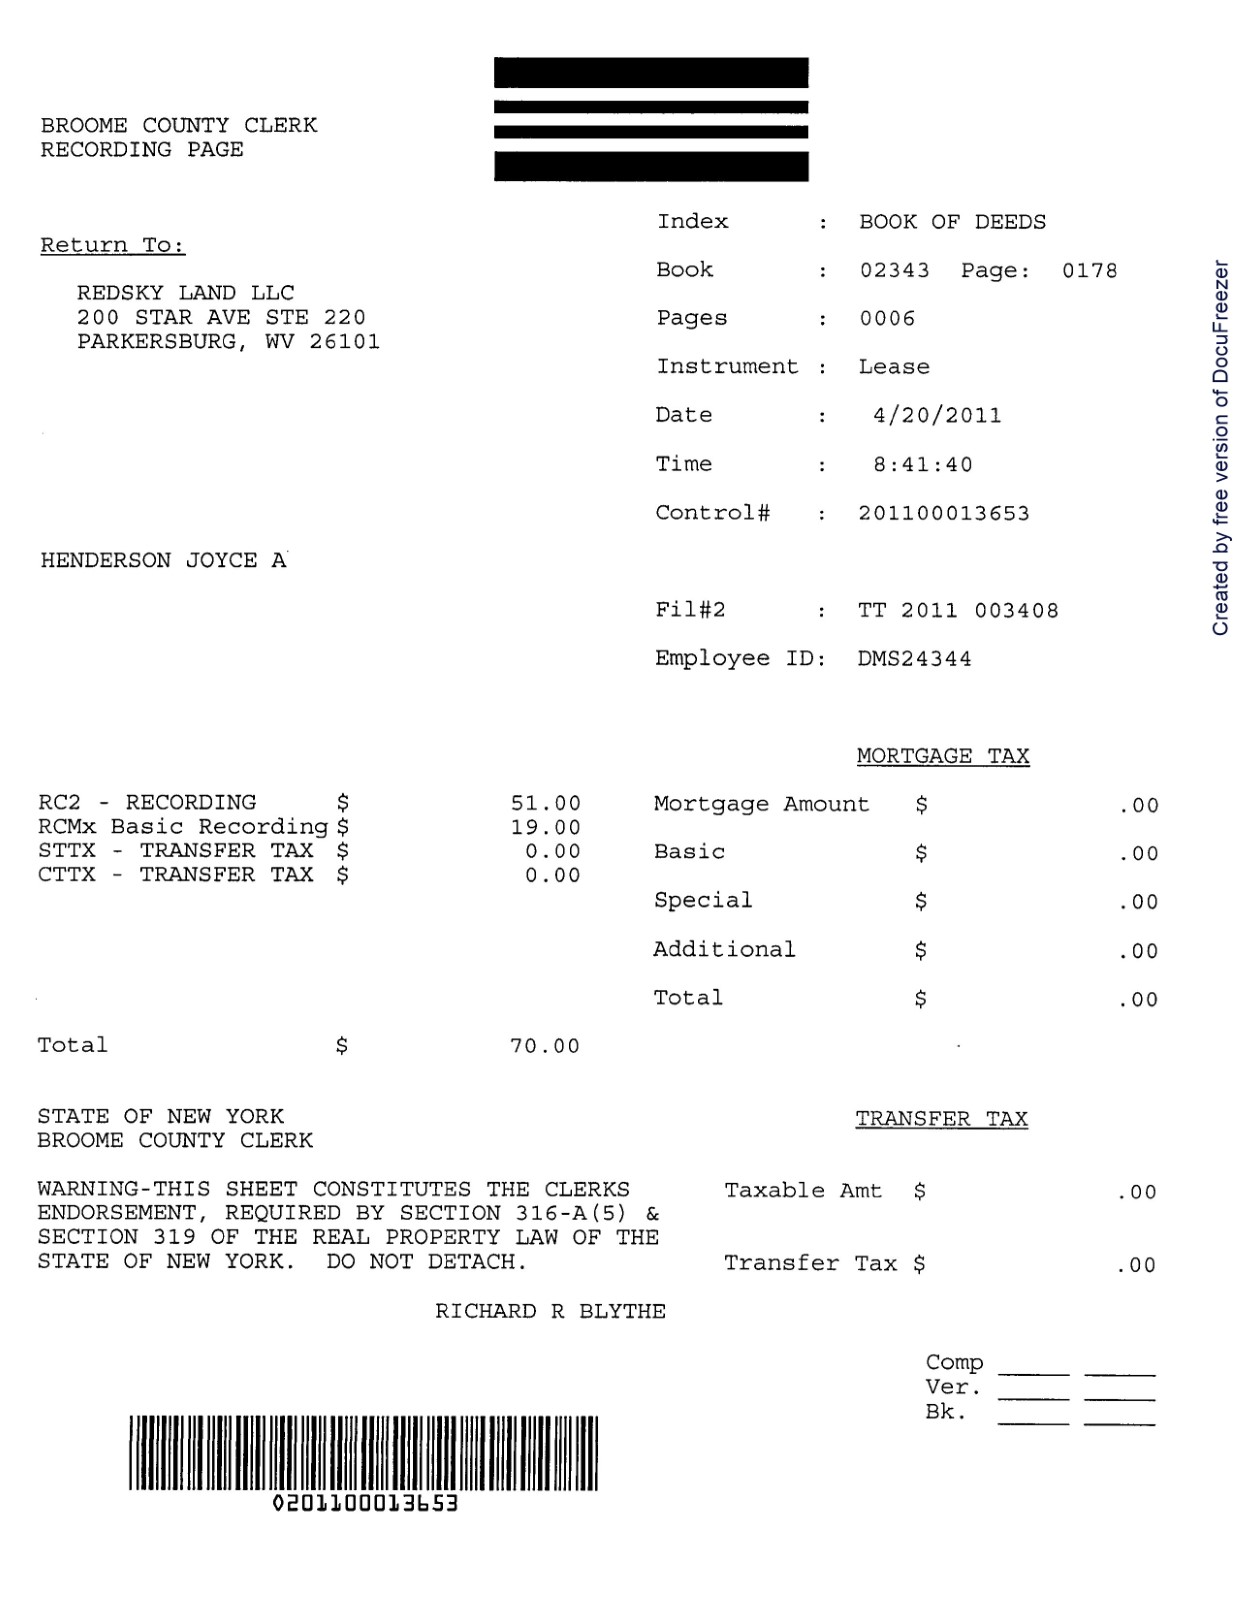 BROOME COUNTY CLERK
RECORDING PAGE
Return To:
REDSKY LAND LLC
200 STAR AVE STE 220
PARKERSBURG, WV 26101
Index : BOOK OF DEEDS
Book : 02343 Page: 0178
Pages : 0006
Instrument : Lease
Date : 4/20/2011
Time : 8:41:40
Control# : 201100013653
HENDERSON JOYCE A
Fil#2 : TT 2011 003408
Employee ID: DMS24344
RC2 - RECORDING $ 51.00
RCMx Basic Recording $ 19.00
STTX - TRANSFER TAX $ 0.00
CTTX - TRANSFER TAX $ 0.00
Total $ 70.00
MORTGAGE TAX
Mortgage Amount $ .00
Basic $ .00
Special $ .00
Additional $ .00
Total $ .00
STATE OF NEW YORK
BROOME COUNTY CLERK
WARNING-THIS SHEET CONSTITUTES THE CLERKS
ENDORSEMENT, REQUIRED BY SECTION 316-A(5) &
SECTION 319 OF THE REAL PROPERTY LAW OF THE
STATE OF NEW YORK. DO NOT DETACH.
RICHARD R BLYTHE
TRANSFER TAX
Taxable Amt $ .00
Transfer Tax $ .00
Comp
Ver.
Bk.
0201100013653
Created by free version of DocuFreezer